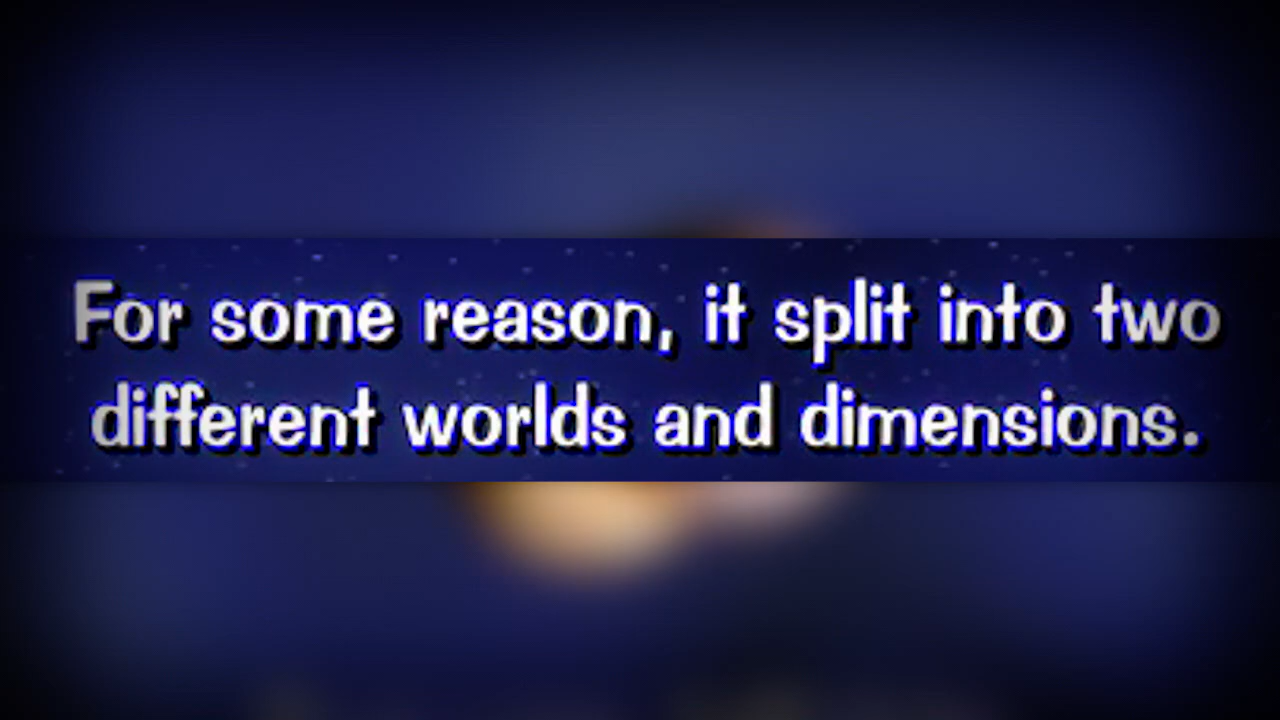 For some reason, it split into two
different worlds and dimensions.